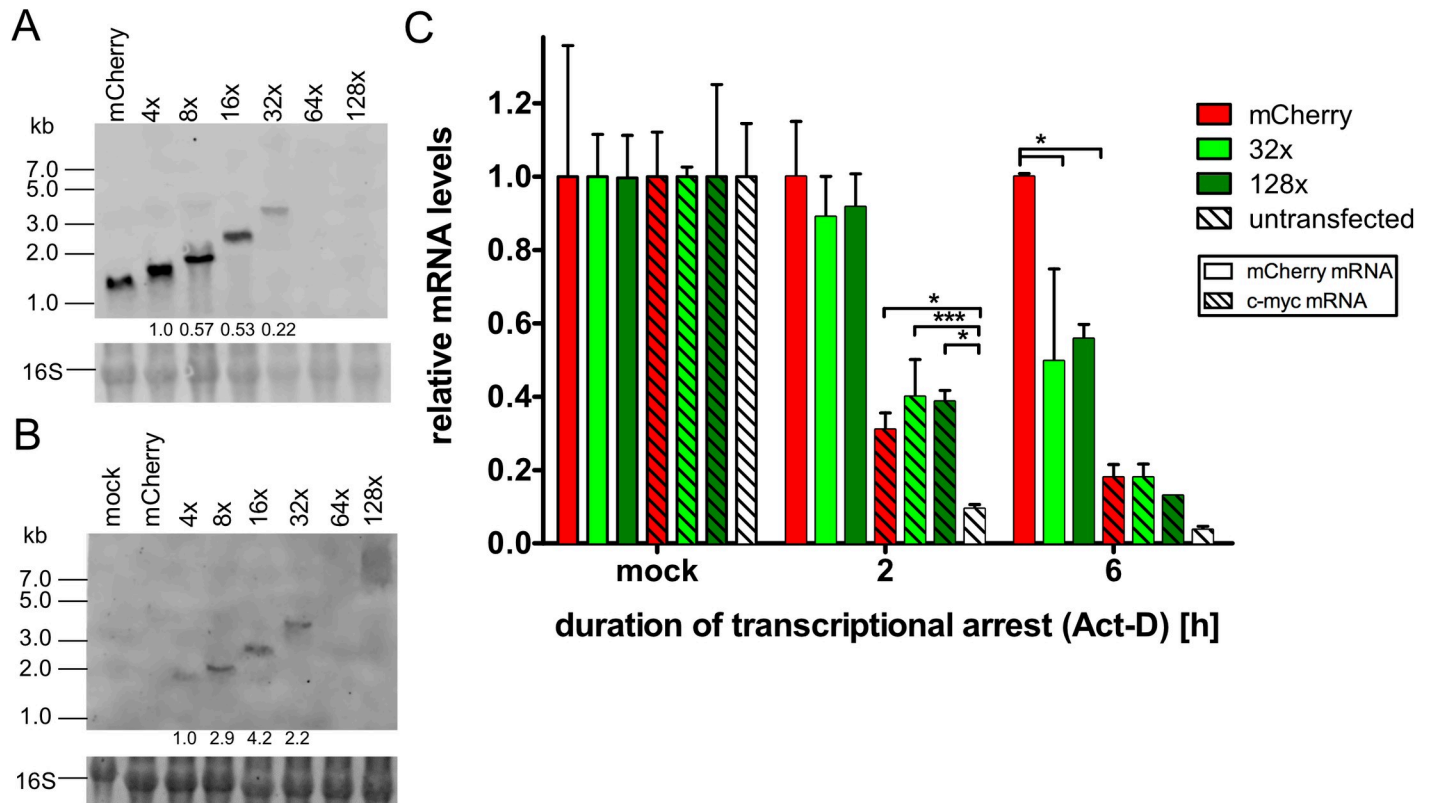 A
mCherry 4x 8x 16x 32x 64x 128x
kb
7.0
5.0
3.0
2.0
1.0
1.0 0.57 0.53 0.22
16S
B
mock mCherry 4x 8x 16x 32x 64x 128x
kb
7.0
5.0
3.0
2.0
1.0
1.0 2.9 4.2 2.2
16S
C
relative mRNA levels
1.2
1.0
0.8
0.6
0.4
0.2
0.0
*
***
*
*
mock 2 6
duration of transcriptional arrest (Act-D) [h]
mCherry
32x
128x
untransfected
mCherry mRNA
c-myc mRNA